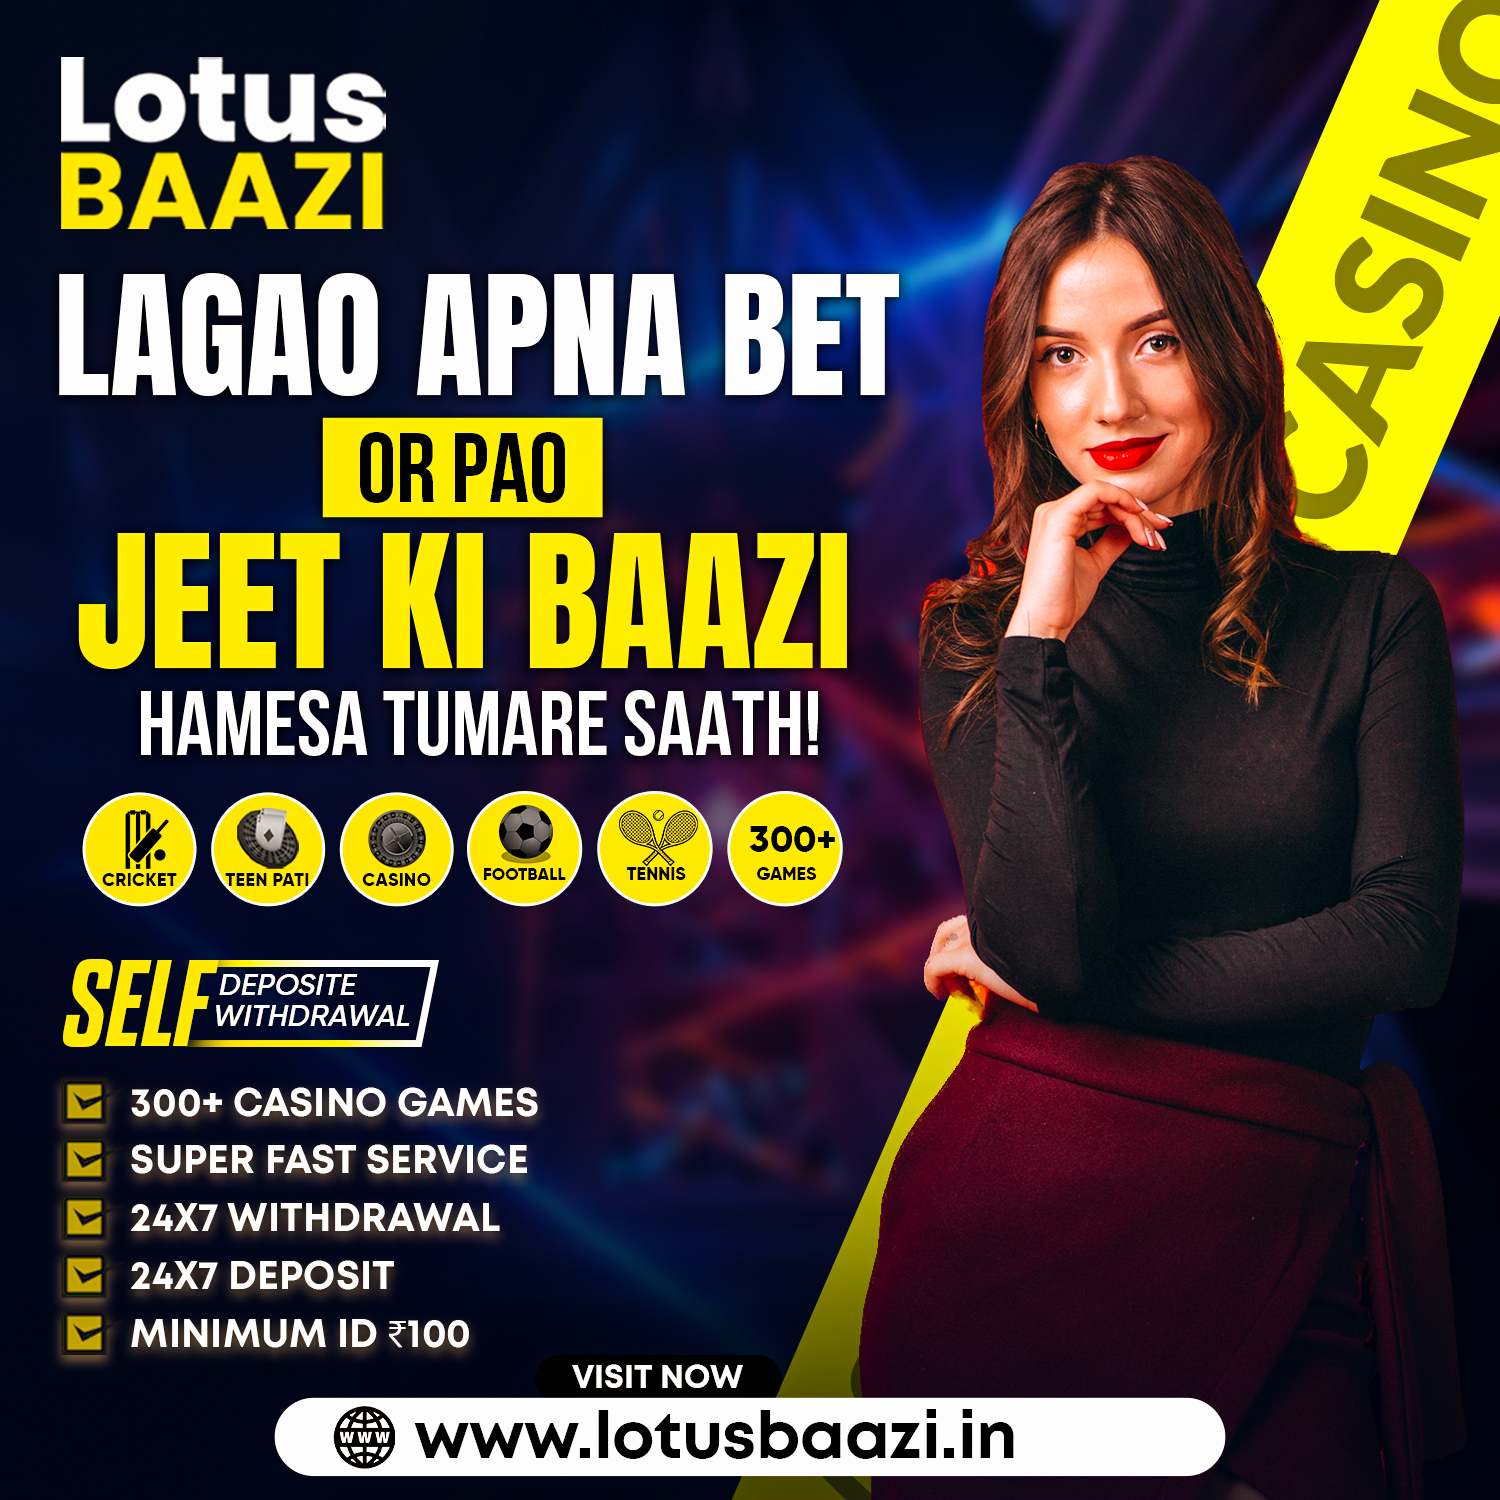 Lotus
BAAZI
CASINO
LAGAO APNA BET
OR PAO
JEET KI BAAZI
HAMESA TUMARE SAATH!
CRICKET
TEEN PATI
CASINO
FOOTBALL
TENNIS
300+
GAMES
SELF
DEPOSITE
WITHDRAWAL
300+ CASINO GAMES
SUPER FAST SERVICE
24X7 WITHDRAWAL
24X7 DEPOSIT
MINIMUM ID ₹100
VISIT NOW
WWW
www.lotusbaazi.in